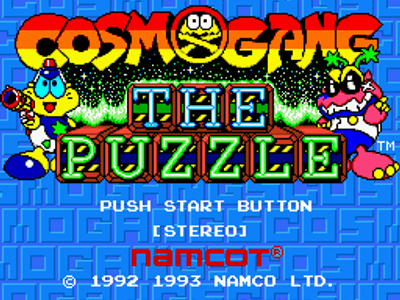 COSMO GANG
THE
PUZZLE
TM
PUSH START BUTTON
[STEREO]
namcot®
© 1992 1993 NAMCO LTD.